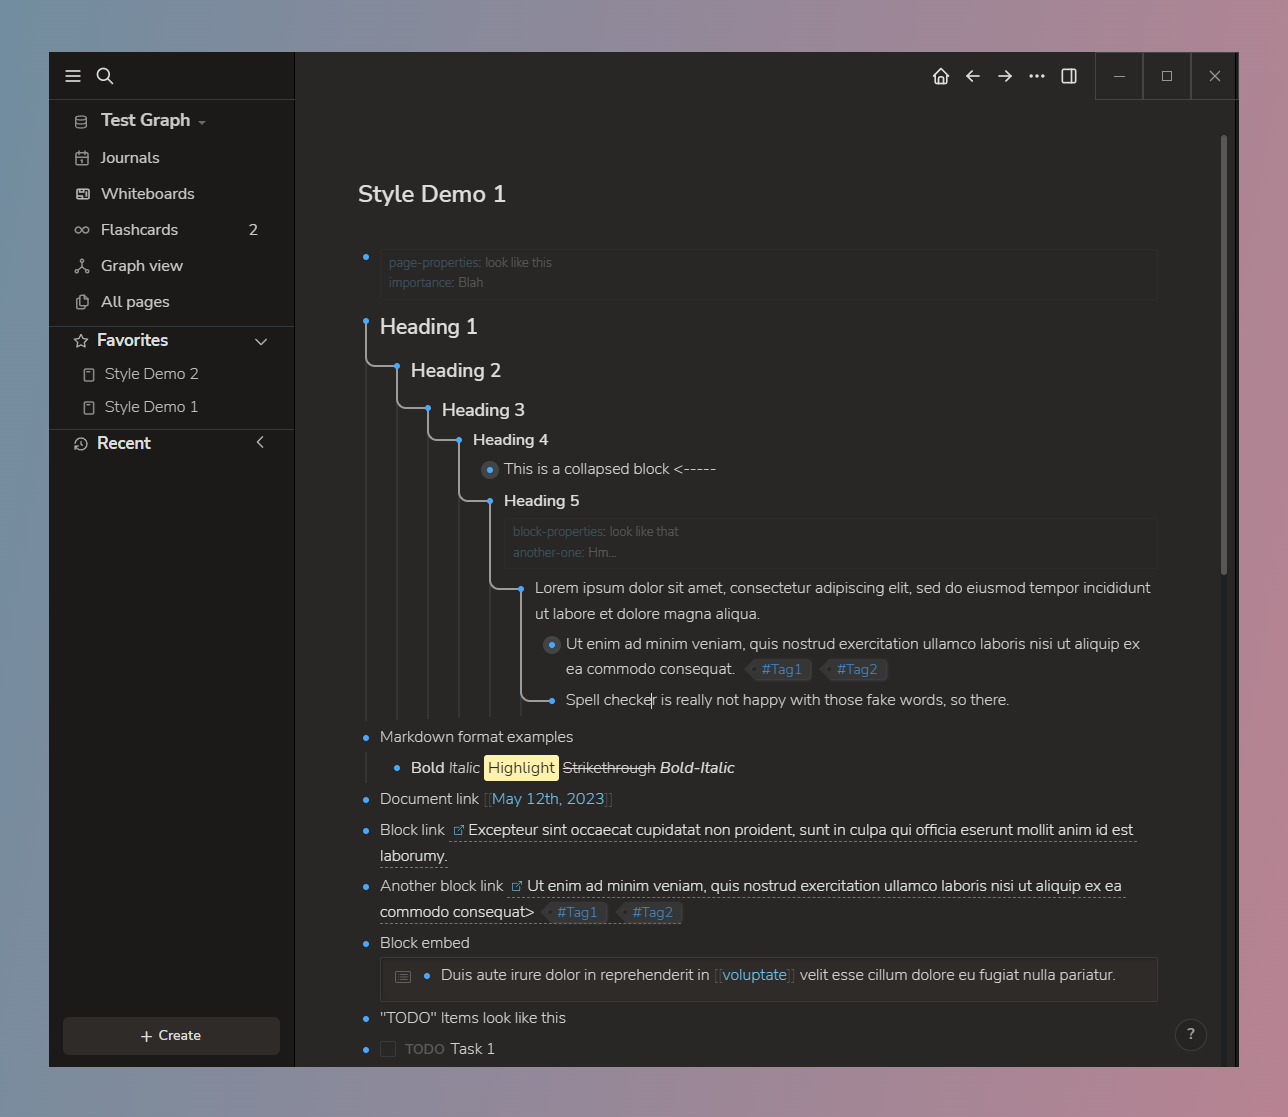 Test Graph
Journals
Whiteboards
Flashcards 2
Graph view
All pages
Favorites
Style Demo 2
Style Demo 1
Recent
+ Create
Style Demo 1
page-properties: look like this
importance: Blah
Heading 1
Heading 2
Heading 3
Heading 4
This is a collapsed block <-----
Heading 5
block-properties: look like that
another-one: Hm...
Lorem ipsum dolor sit amet, consectetur adipiscing elit, sed do eiusmod tempor incididunt
ut labore et dolore magna aliqua.
Ut enim ad minim veniam, quis nostrud exercitation ullamco laboris nisi ut aliquip ex
ea commodo consequat. #Tag1 #Tag2
Spell checker is really not happy with those fake words, so there.
Markdown format examples
Bold Italic Highlight Strikethrough Bold-Italic
Document link [[May 12th, 2023]]
Block link Excepteur sint occaecat cupidatat non proident, sunt in culpa qui officia eserunt mollit anim id est
laborumy.
Another block link Ut enim ad minim veniam, quis nostrud exercitation ullamco laboris nisi ut aliquip ex ea
commodo consequat> #Tag1 #Tag2
Block embed
Duis aute irure dolor in reprehenderit in [[voluptate]] velit esse cillum dolore eu fugiat nulla pariatur.
"TODO" Items look like this
TODO Task 1
?